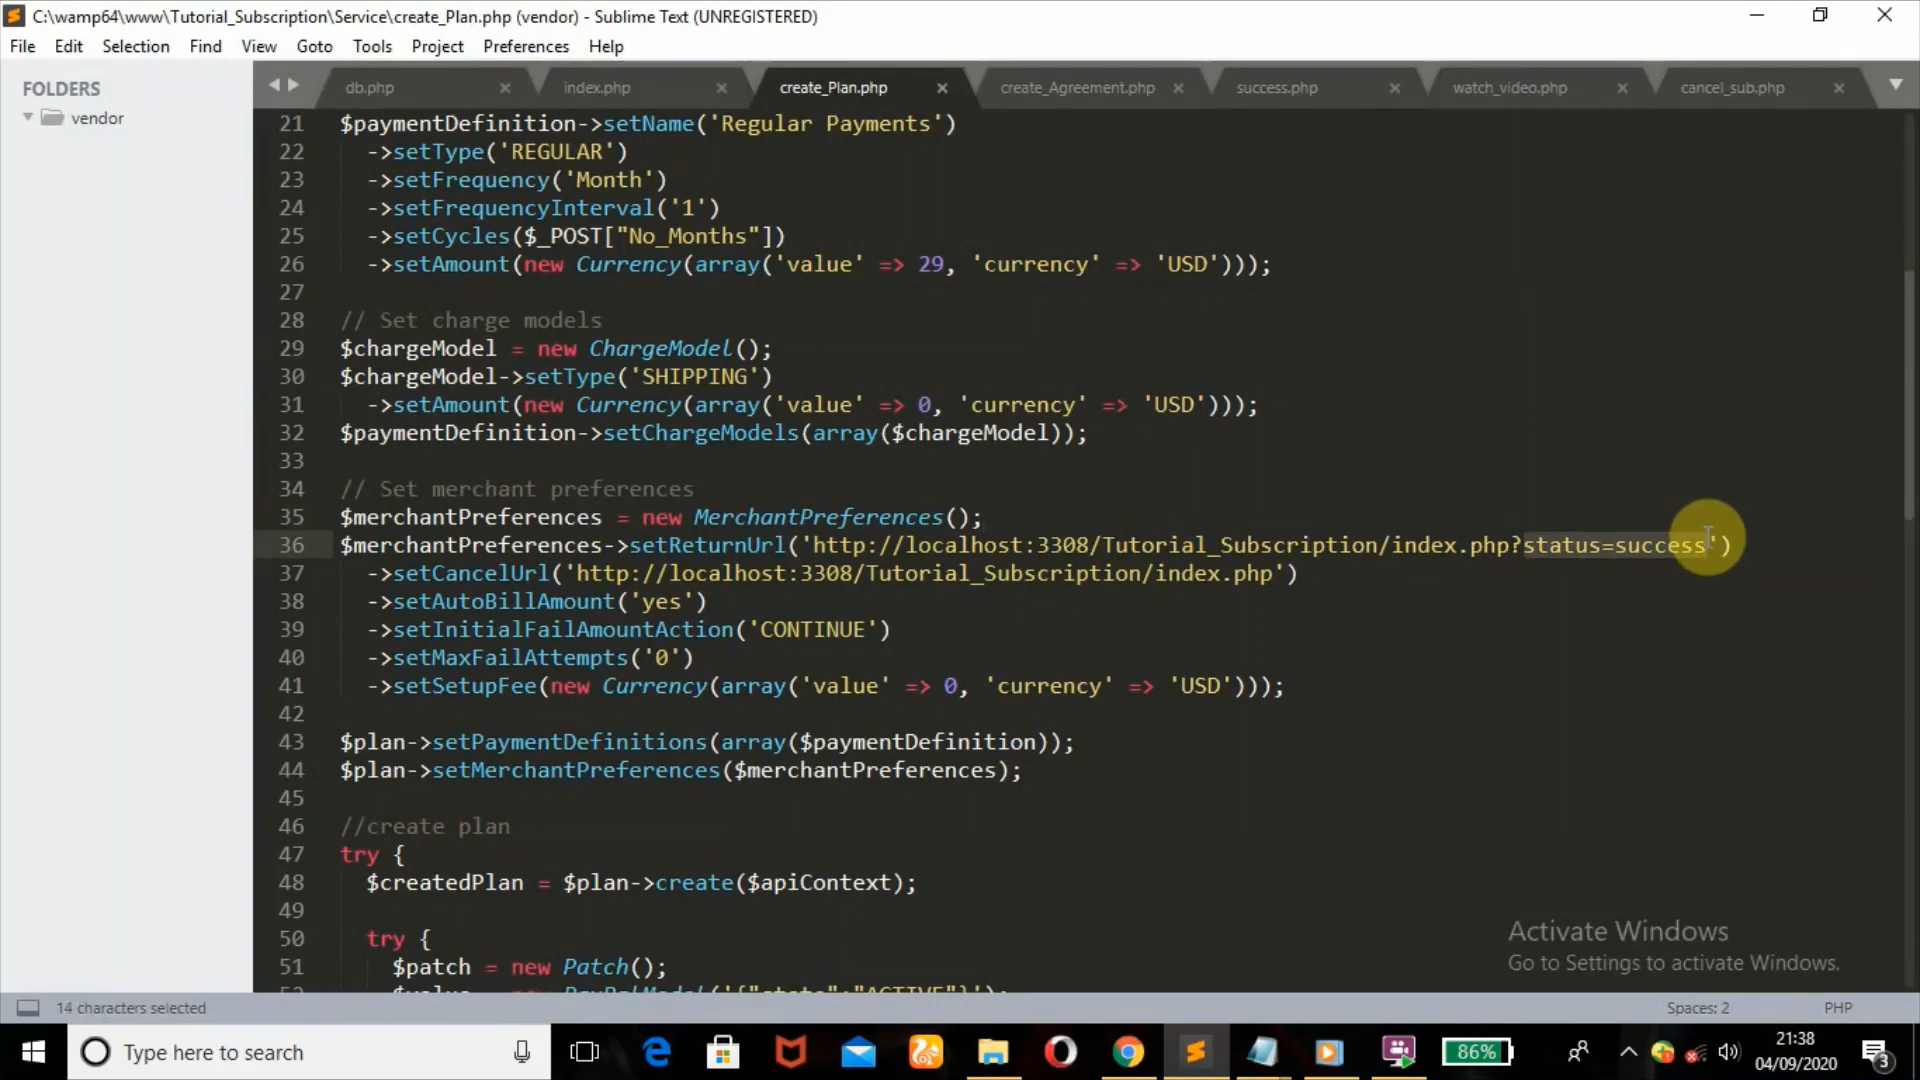 C:\wamp64\www\Tutorial_Subscription\Service\create_Plan.php (vendor) - Sublime Text (UNREGISTERED)
File Edit Selection Find View Goto Tools Project Preferences Help
FOLDERS
vendor
db.php index.php create_Plan.php create_Agreement.php success.php watch_video.php cancel_sub.php
21 $paymentDefinition->setName('Regular Payments')
22 ->setType('REGULAR')
23 ->setFrequency('Month')
24 ->setFrequencyInterval('1')
25 ->setCycles($_POST["No_Months"])
26 ->setAmount(new Currency(array('value' => 29, 'currency' => 'USD')));
27
28 // Set charge models
29 $chargeModel = new ChargeModel();
30 $chargeModel->setType('SHIPPING')
31 ->setAmount(new Currency(array('value' => 0, 'currency' => 'USD')));
32 $paymentDefinition->setChargeModels(array($chargeModel));
33
34 // Set merchant preferences
35 $merchantPreferences = new MerchantPreferences();
36 $merchantPreferences->setReturnUrl('http://localhost:3308/Tutorial_Subscription/index.php?status=success')
37 ->setCancelUrl('http://localhost:3308/Tutorial_Subscription/index.php')
38 ->setAutoBillAmount('yes')
39 ->setInitialFailAmountAction('CONTINUE')
40 ->setMaxFailAttempts('0')
41 ->setSetupFee(new Currency(array('value' => 0, 'currency' => 'USD')));
42
43 $plan->setPaymentDefinitions(array($paymentDefinition));
44 $plan->setMerchantPreferences($merchantPreferences);
45
46 //create plan
47 try {
48 $createdPlan = $plan->create($apiContext);
49
50 try {
51 $patch = new Patch();
52 $value = new PayPalModel('{"state":"ACTIVE"}');
Activate Windows
Go to Settings to activate Windows.
14 characters selected Spaces: 2 PHP
Type here to search 86% 21:38
04/09/2020 3